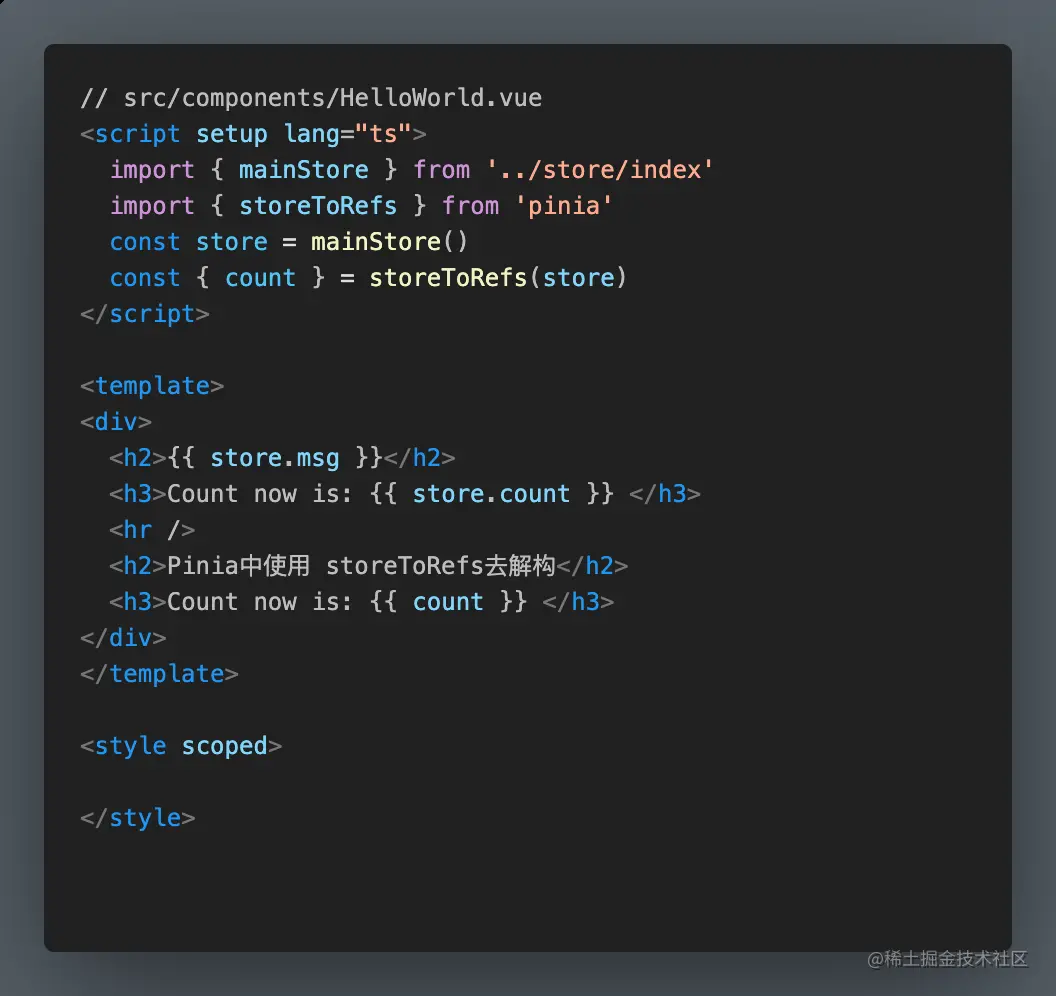 // src/components/HelloWorld.vue
<script setup lang="ts">
  import { mainStore } from '../store/index'
  import { storeToRefs } from 'pinia'
  const store = mainStore()
  const { count } = storeToRefs(store)
</script>

<template>
<div>
  <h2>{{ store.msg }}</h2>
  <h3>Count now is: {{ store.count }} </h3>
  <hr />
  <h2>Pinia中使用 storeToRefs去解构</h2>
  <h3>Count now is: {{ count }} </h3>
</div>
</template>

<style scoped>

</style>
@稀土掘金技术社区